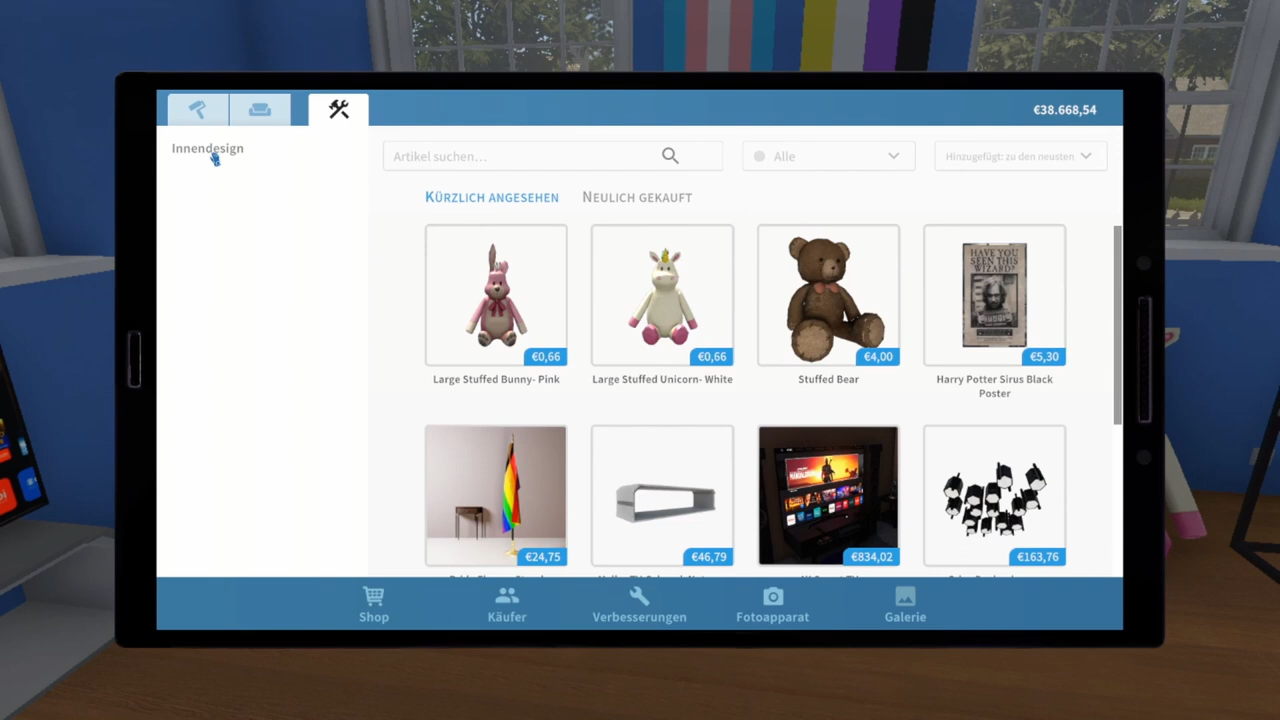 €38.668,54
Innendesign
Artikel suchen...
Alle
Hinzugefügt: zu den neusten
KÜRZLICH ANGESEHEN
NEULICH GEKAUFT
€0,66
€0,66
€4,00
HAVE YOU
SEEN THIS
WIZARD?
€5,30
Large Stuffed Bunny- Pink
Large Stuffed Unicorn- White
Stuffed Bear
Harry Potter Sirus Black
Poster
€24,75
€46,79
€834,02
€163,76
Shop
Käufer
Verbesserungen
Fotoapparat
Galerie